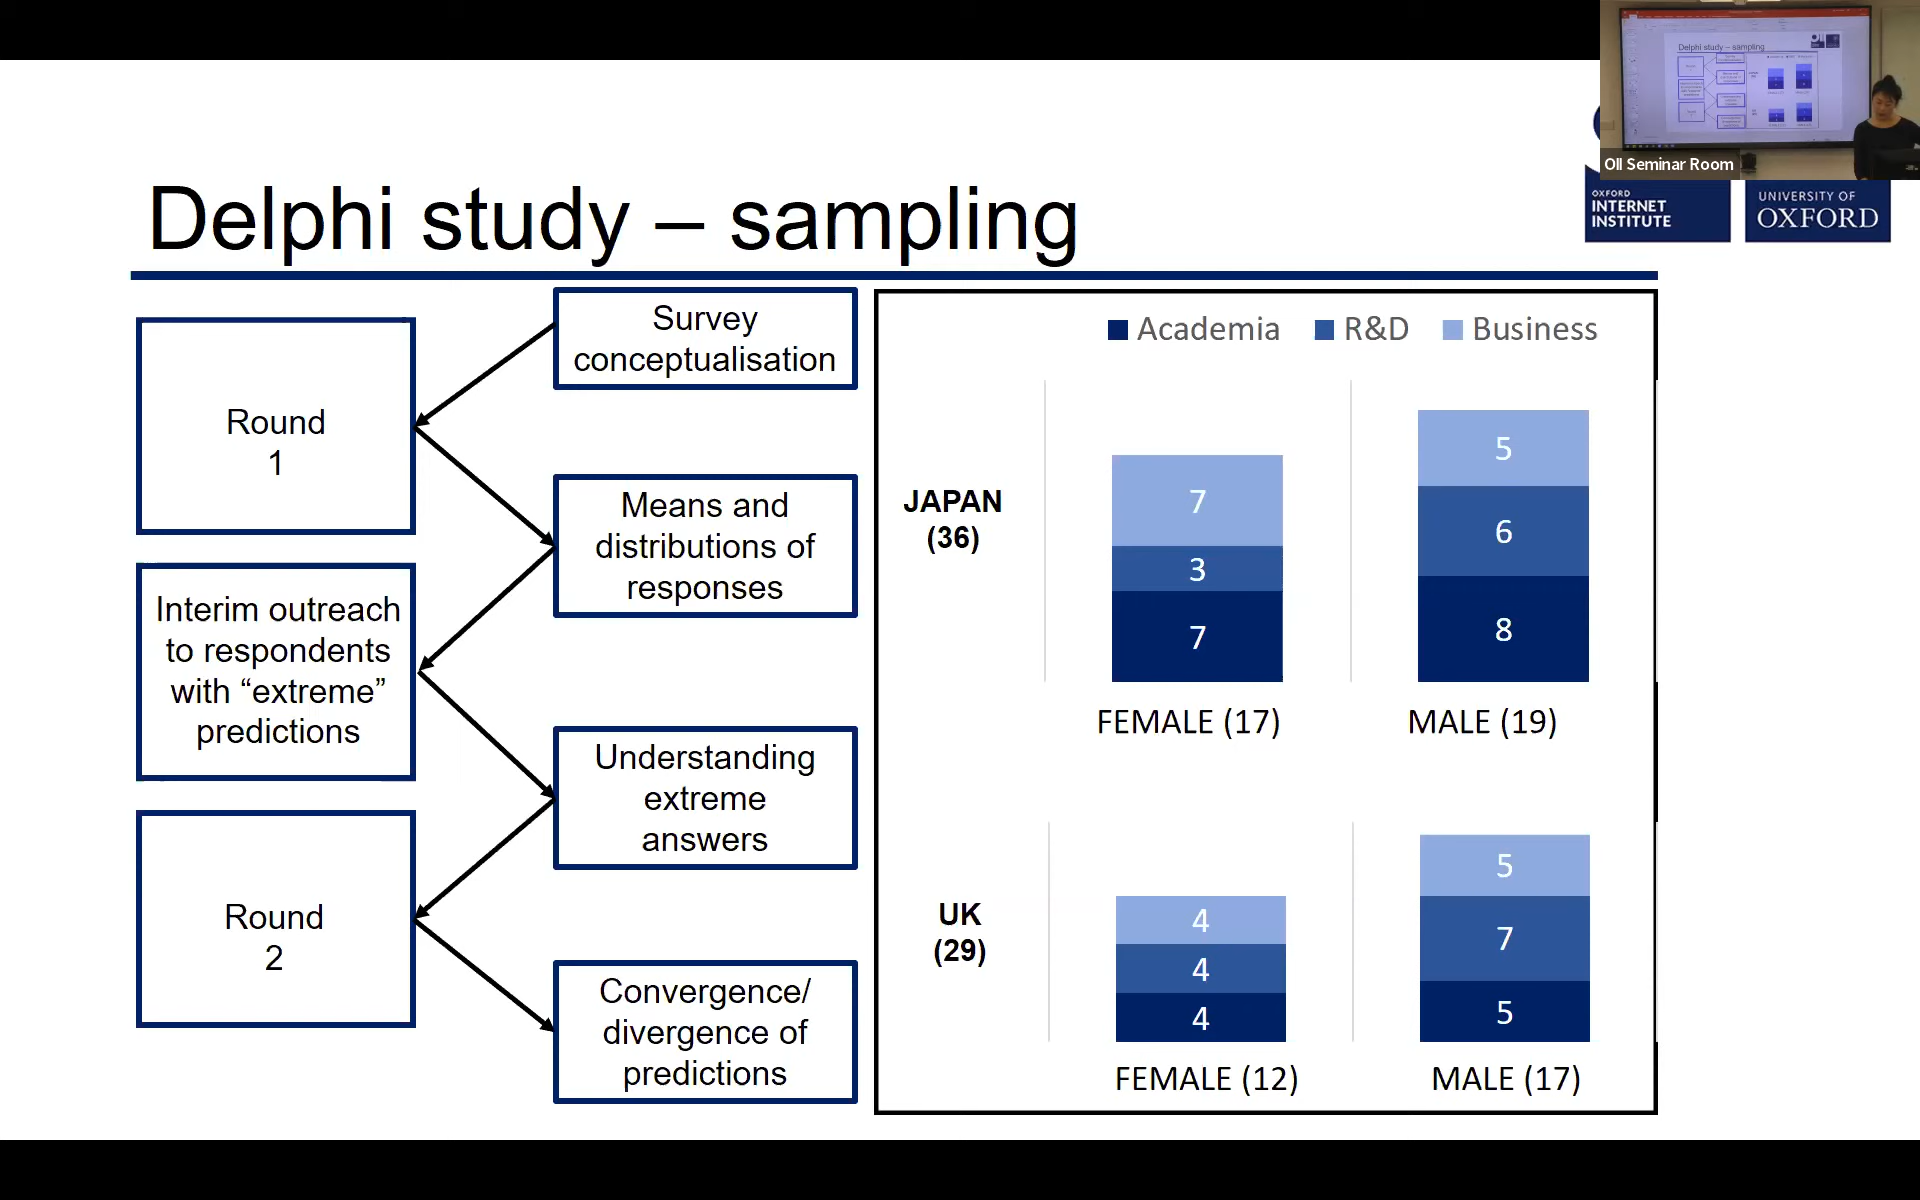 Delphi study – sampling
OII Seminar Room
OXFORD
INTERNET
INSTITUTE
UNIVERSITY OF
OXFORD
Round
1
Interim outreach
to respondents
with “extreme”
predictions
Round
2
Survey
conceptualisation
Means and
distributions of
responses
Understanding
extreme
answers
Convergence/
divergence of
predictions
Academia R&D Business
JAPAN
(36)
7
3
7
FEMALE (17)
5
6
8
MALE (19)
UK
(29)
4
4
4
FEMALE (12)
5
7
5
MALE (17)
Delphi study – sampling